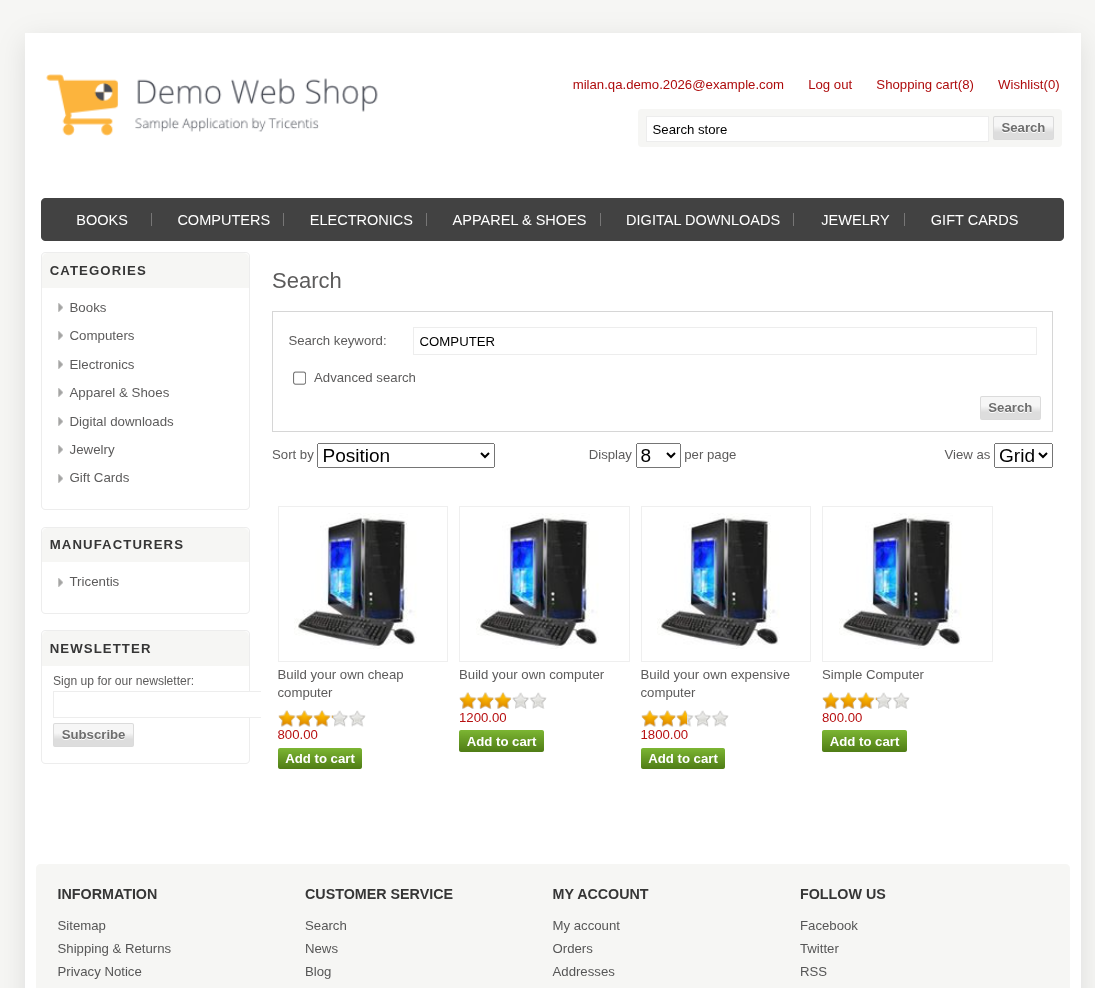 Demo Web Shop
Sample Application by Tricentis
milan.qa.demo.2026@example.com Log out Shopping cart(8) Wishlist(0)
Search store Search
BOOKS COMPUTERS ELECTRONICS APPAREL & SHOES DIGITAL DOWNLOADS JEWELRY GIFT CARDS
CATEGORIES
Books
Computers
Electronics
Apparel & Shoes
Digital downloads
Jewelry
Gift Cards
MANUFACTURERS
Tricentis
NEWSLETTER
Sign up for our newsletter:
Subscribe
Search
Search keyword: COMPUTER
Advanced search
Search
Sort by Position Display 8 per page View as Grid
Build your own cheap
computer
800.00
Add to cart
Build your own computer
1200.00
Add to cart
Build your own expensive
computer
1800.00
Add to cart
Simple Computer
800.00
Add to cart
INFORMATION
Sitemap
Shipping & Returns
Privacy Notice
CUSTOMER SERVICE
Search
News
Blog
MY ACCOUNT
My account
Orders
Addresses
FOLLOW US
Facebook
Twitter
RSS